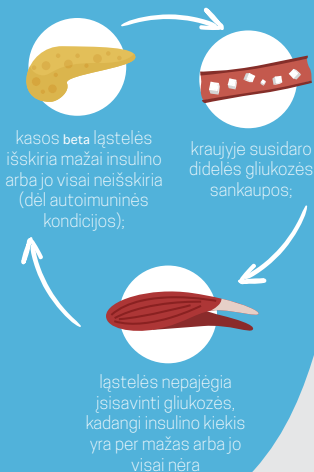 kasos beta ląstelės
išskiria mažai insulino
arba jo visai neišskiria
(dėl autoimuninės
kondicijos);
kraujyje susidaro
didelės gliukozės
sankaupos;
ląstelės nepajėgia
įsisavinti gliukozės,
kadangi insulino kiekis
yra per mažas arba jo
visai nėra